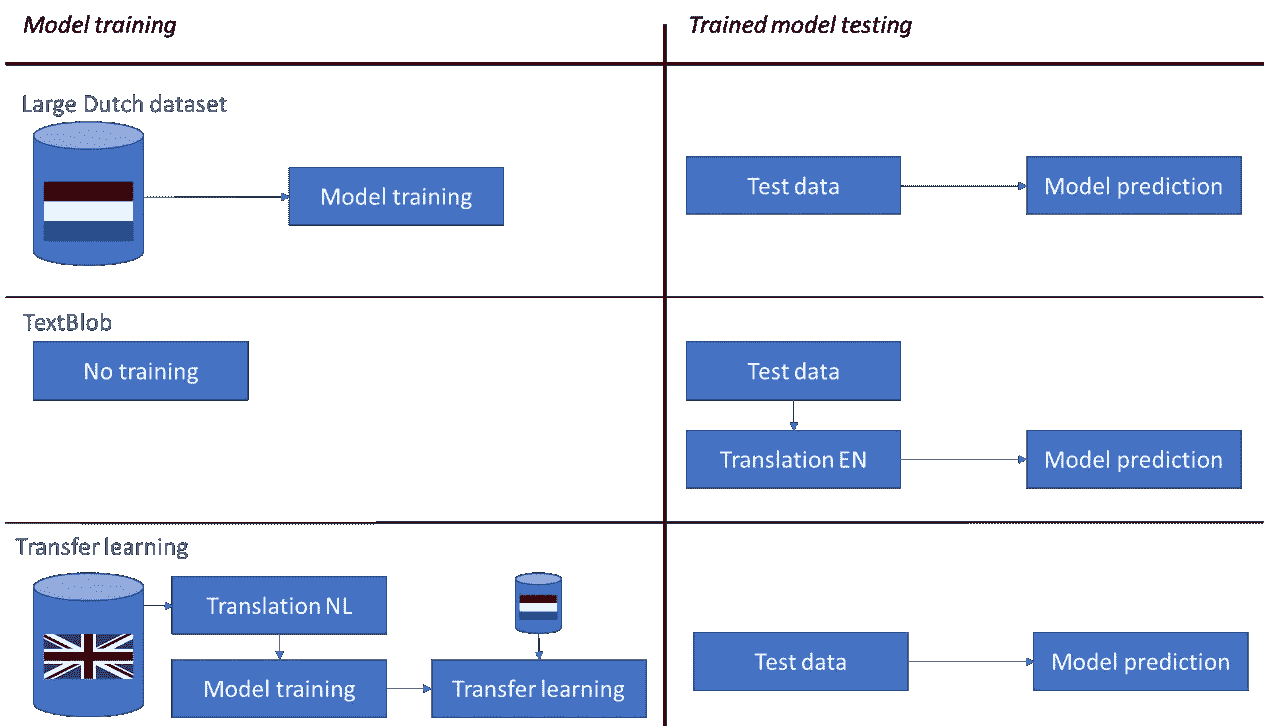 Model training
Trained model testing
Large Dutch dataset
Model training
Test data
Model prediction
TextBlob
No training
Test data
Translation EN
Model prediction
Transfer learning
Translation NL
Model training
Transfer learning
Test data
Model prediction